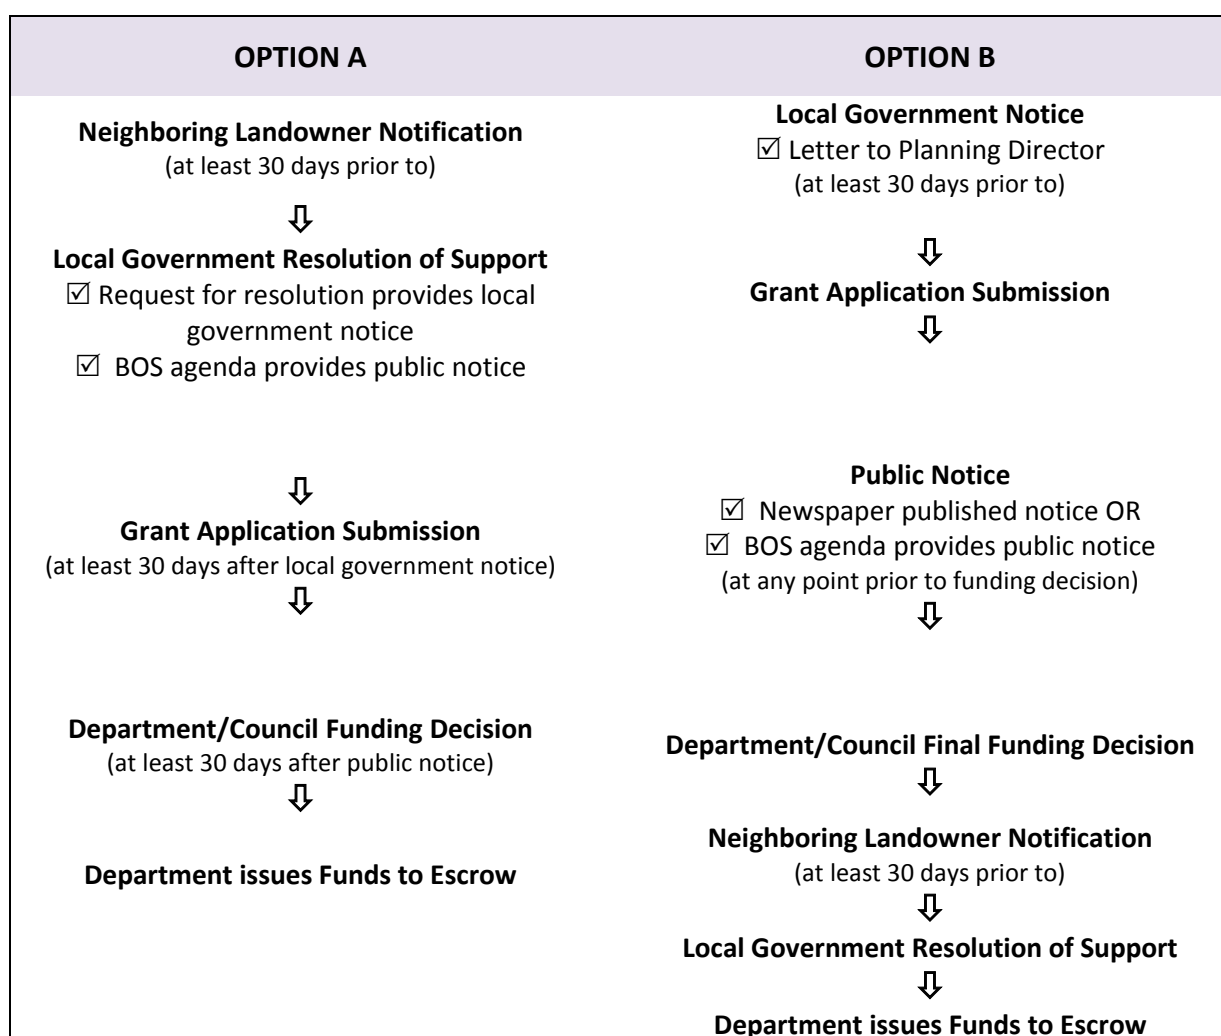 OPTION A
Neighboring Landowner Notification
(at least 30 days prior to)
⇩
Local Government Resolution of Support
☑ Request for resolution provides local
government notice
☑ BOS agenda provides public notice
⇩
Grant Application Submission
(at least 30 days after local government notice)
⇩
Department/Council Funding Decision
(at least 30 days after public notice)
⇩
Department issues Funds to Escrow
OPTION B
Local Government Notice
☑ Letter to Planning Director
(at least 30 days prior to)
⇩
Grant Application Submission
⇩
Public Notice
☑ Newspaper published notice OR
☑ BOS agenda provides public notice
(at any point prior to funding decision)
⇩
Department/Council Final Funding Decision
⇩
Neighboring Landowner Notification
(at least 30 days prior to)
⇩
Local Government Resolution of Support
⇩
Department issues Funds to Escrow